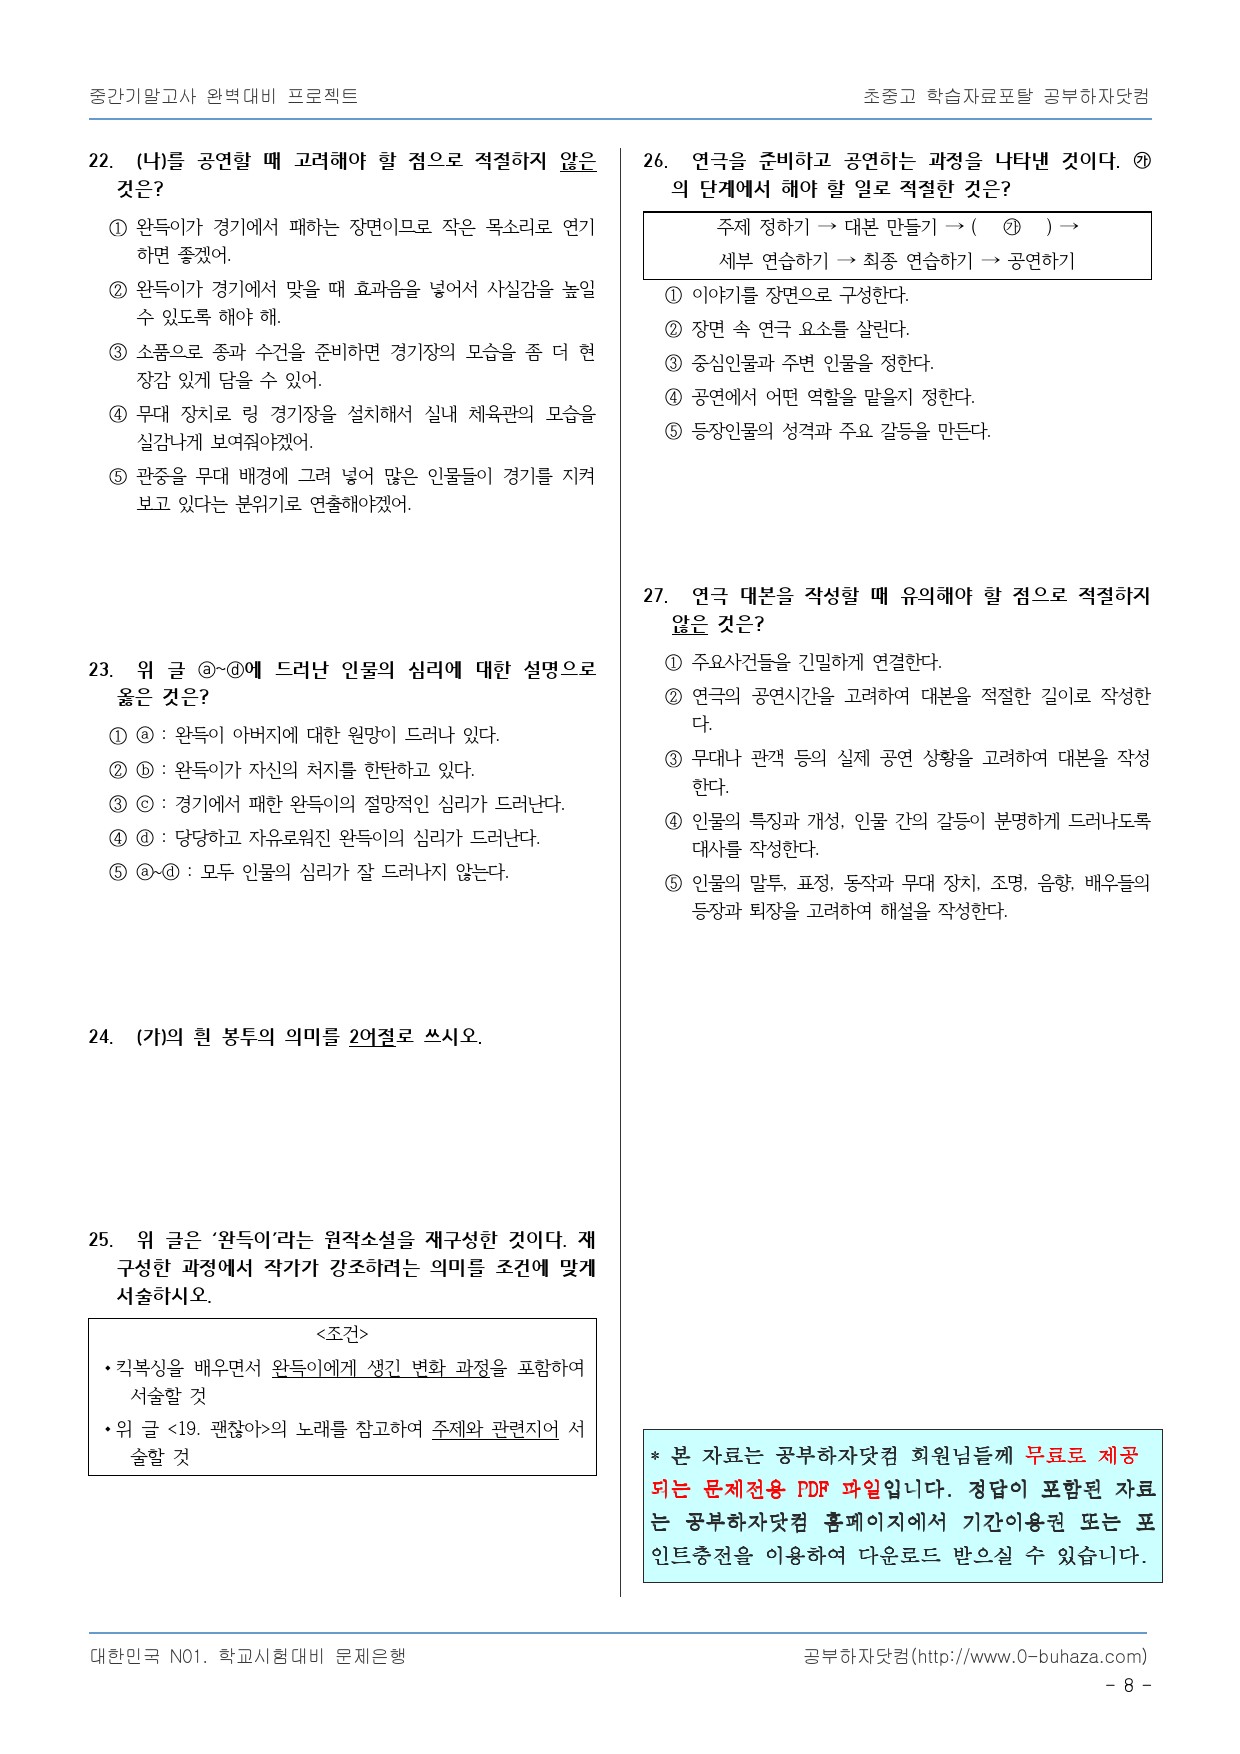 중간기말고사 완벽대비 프로젝트
초중고 학습자료포탈 공부하자닷컴
22. (나)를 공연할 때 고려해야 할 점으로 적절하지 않은
것은?
① 완득이가 경기에서 패하는 장면이므로 작은 목소리로 연기
하면 좋겠어.
② 완득이가 경기에서 맞을 때 효과음을 넣어서 사실감을 높일
수 있도록 해야 해.
③ 소품으로 종과 수건을 준비하면 경기장의 모습을 좀 더 현
장감 있게 담을 수 있어.
④ 무대 장치로 링 경기장을 설치해서 실내 체육관의 모습을
실감나게 보여줘야겠어.
⑤ 관중을 무대 배경에 그려 넣어 많은 인물들이 경기를 지켜
보고 있다는 분위기로 연출해야겠어.
23. 위 글 ⓐ~ⓓ에 드러난 인물의 심리에 대한 설명으로
옳은 것은?
① ⓐ : 완득이 아버지에 대한 원망이 드러나 있다.
② ⓑ : 완득이가 자신의 처지를 한탄하고 있다.
③ ⓒ : 경기에서 패한 완득이의 절망적인 심리가 드러난다.
④ ⓓ : 당당하고 자유로워진 완득이의 심리가 드러난다.
⑤ ⓐ~ⓓ : 모두 인물의 심리가 잘 드러나지 않는다.
24. (가)의 흰 봉투의 의미를 2어절로 쓰시오.
25. 위 글은 ‘완득이’라는 원작소설을 재구성한 것이다. 재
구성한 과정에서 작가가 강조하려는 의미를 조건에 맞게
서술하시오.
<조건>
•킥복싱을 배우면서 완득이에게 생긴 변화 과정을 포함하여
서술할 것
•위 글 <19. 괜찮아>의 노래를 참고하여 주제와 관련지어 서
술할 것
26. 연극을 준비하고 공연하는 과정을 나타낸 것이다. ㉮
의 단계에서 해야 할 일로 적절한 것은?
주제 정하기 → 대본 만들기 → ( ㉮ ) →
세부 연습하기 → 최종 연습하기 → 공연하기
① 이야기를 장면으로 구성한다.
② 장면 속 연극 요소를 살린다.
③ 중심인물과 주변 인물을 정한다.
④ 공연에서 어떤 역할을 맡을지 정한다.
⑤ 등장인물의 성격과 주요 갈등을 만든다.
27. 연극 대본을 작성할 때 유의해야 할 점으로 적절하지
않은 것은?
① 주요사건들을 긴밀하게 연결한다.
② 연극의 공연시간을 고려하여 대본을 적절한 길이로 작성한
다.
③ 무대나 관객 등의 실제 공연 상황을 고려하여 대본을 작성
한다.
④ 인물의 특징과 개성, 인물 간의 갈등이 분명하게 드러나도록
대사를 작성한다.
⑤ 인물의 말투, 표정, 동작과 무대 장치, 조명, 음향, 배우들의
등장과 퇴장을 고려하여 해설을 작성한다.
* 본 자료는 공부하자닷컴 회원님들께 무료로 제공
되는 문제전용 PDF 파일입니다. 정답이 포함된 자료
는 공부하자닷컴 홈페이지에서 기간이용권 또는 포
인트충전을 이용하여 다운로드 받으실 수 있습니다.
대한민국 NO1. 학교시험대비 문제은행
공부하자닷컴(http://www.0-buhaza.com)
- 8 -